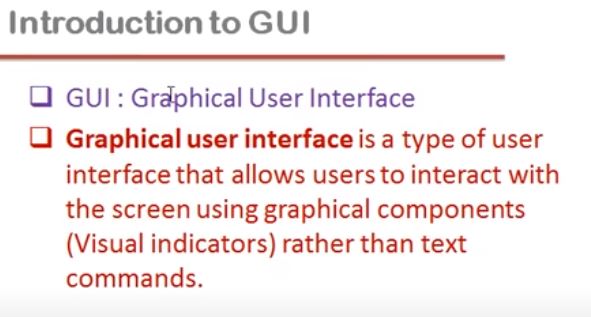 Introduction to GUI
❑ GUI : Graphical User Interface
❑ Graphical user interface is a type of user
interface that allows users to interact with
the screen using graphical components
(Visual indicators) rather than text
commands.